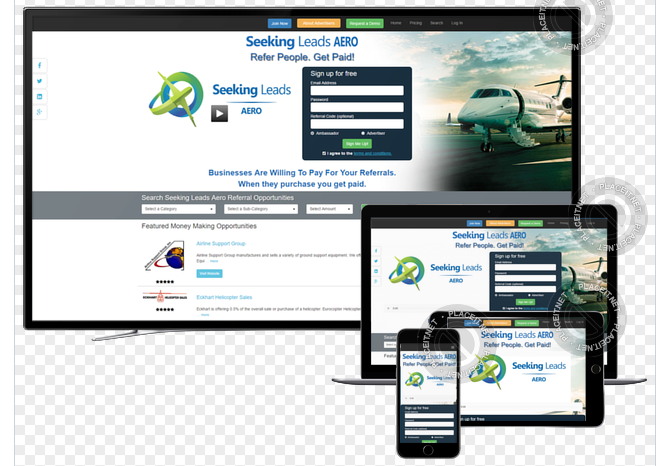 Join Now
About Advertisers
Request a Demo
Home
Pricing
Search
Log In
Seeking Leads AERO
Refer People. Get Paid!
Seeking Leads
AERO
Sign up for free
Email Address
Password
Referral Code (optional)
Ambassador
Advertiser
Sign Me Up!
I agree to the terms and conditions.
Businesses Are Willing To Pay For Your Referrals.
When they purchase you get paid.
Search Seeking Leads Aero Referral Opportunities
Select a Category
Select a Sub-Category
Select Amount
Featured Money Making Opportunities
Airline Support Group
Airline Support Group manufactures and sells a variety of ground support equipment. We
Equi
Eckhart Helicopter Sales
Eckhart is offering 0.5% of the overall sale or purchase of a helicopter. Eurocopter Helicopte
Seeking Leads AERO
Refer People. Get Paid!
Seeking Leads
AERO
Sign up for free
Seeking Leads AERO
Refer People. Get Paid!
Seeking Leads
AERO
Seeking Leads AERO
Refer People. Get Paid!
Seeking Leads
AERO
Sign up for free
PLACEIT.NET
PLACEIT.NET
PLACEIT.NET
PLACEIT.NET